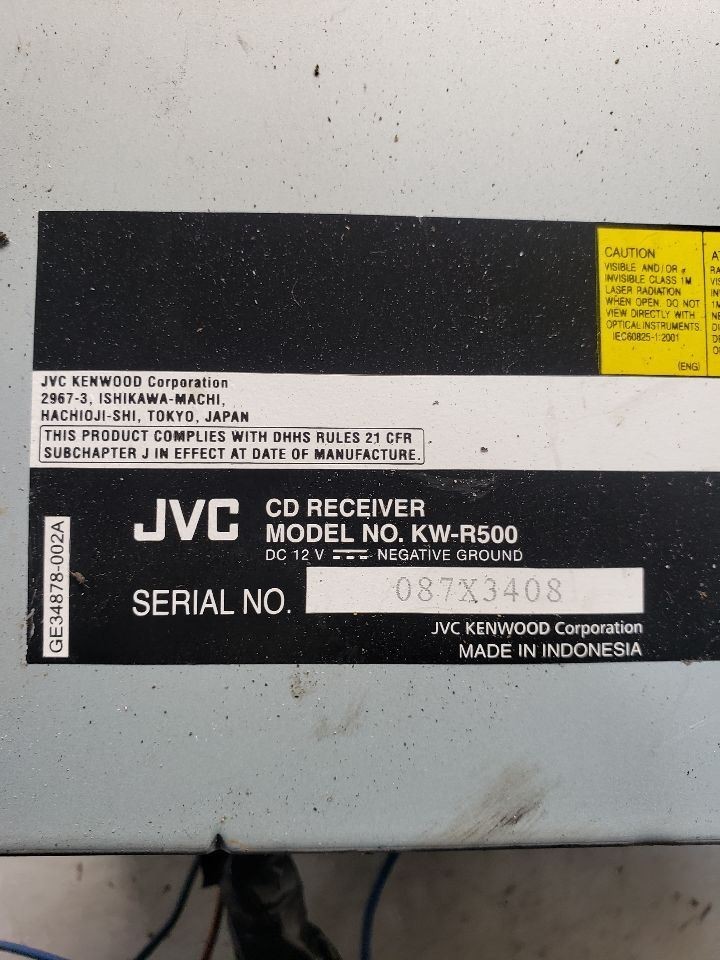 CAUTION
VISIBLE AND/OR
INVISIBLE CLASS 1M
LASER RADIATION
WHEN OPEN. DO NOT
VIEW DIRECTLY WITH
OPTICAL INSTRUMENTS.
IEC60825-1:2001
(ENG)
JVC KENWOOD Corporation
2967-3, ISHIKAWA-MACHI,
HACHIOJI-SHI, TOKYO, JAPAN
THIS PRODUCT COMPLIES WITH DHHS RULES 21 CFR
SUBCHAPTER J IN EFFECT AT DATE OF MANUFACTURE.
GE34878-002A
JVC
CD RECEIVER
MODEL NO. KW-R500
DC 12 V ⎓ NEGATIVE GROUND
SERIAL NO. 087X3408
JVC KENWOOD Corporation
MADE IN INDONESIA